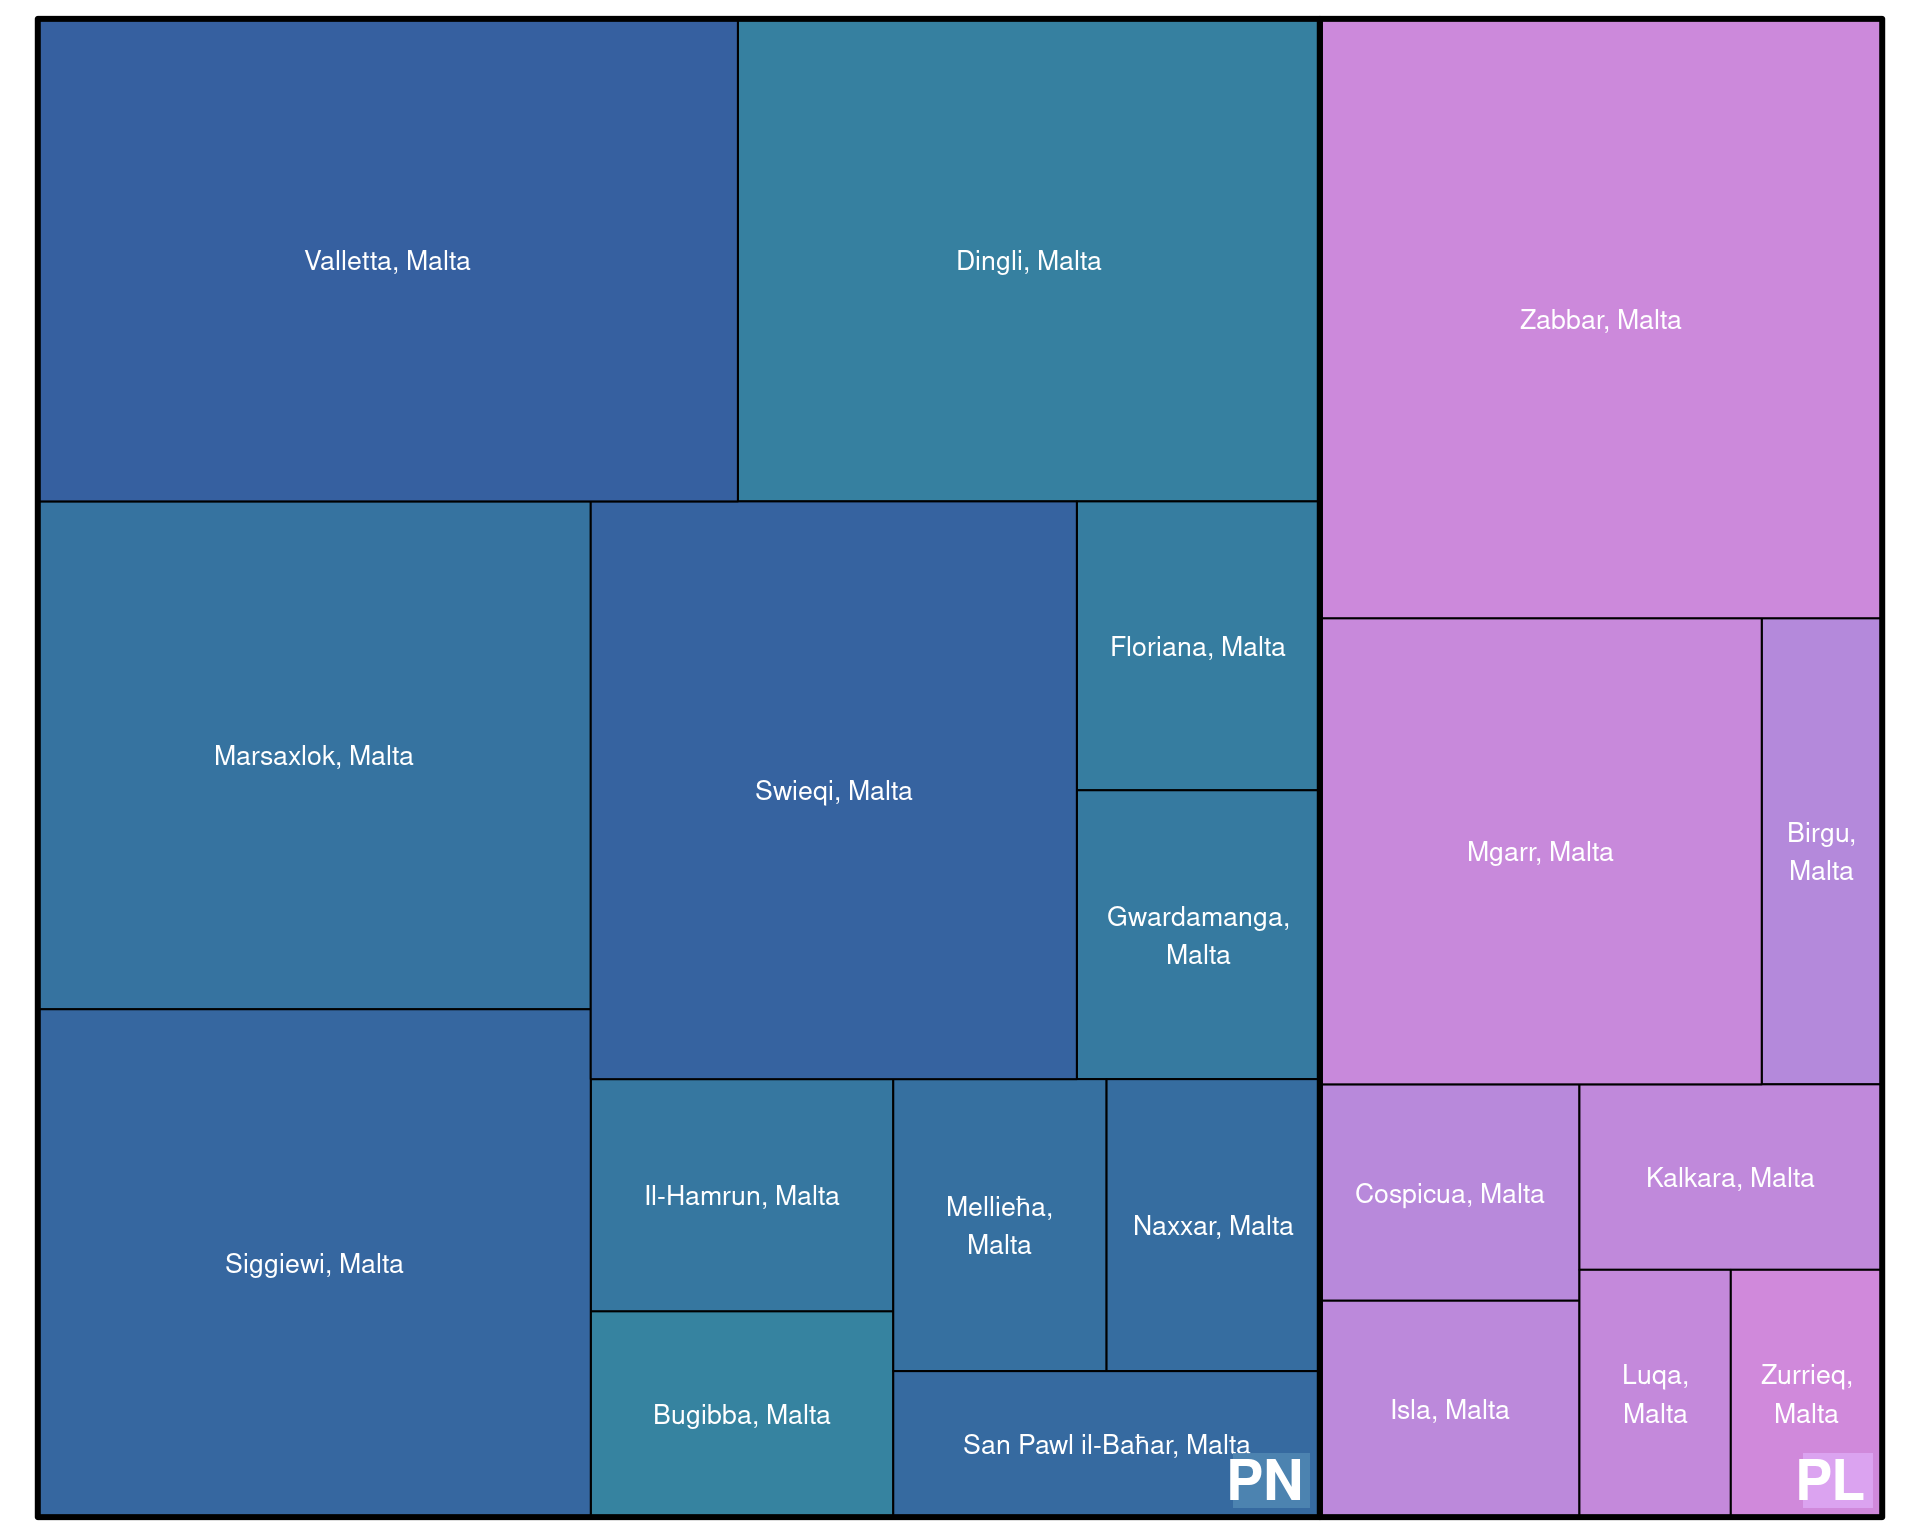 Valletta, Malta
Dingli, Malta
Zabbar, Malta
Marsaxlok, Malta
Swieqi, Malta
Floriana, Malta
Gwardamanga,
Malta
Mgarr, Malta
Birgu,
Malta
Siggiewi, Malta
Il-Hamrun, Malta
Mellieħa,
Malta
Naxxar, Malta
Bugibba, Malta
San Pawl il-Baħar, Malta
PN
Cospicua, Malta
Kalkara, Malta
Isla, Malta
Luqa,
Malta
Zurrieq,
Malta
PL